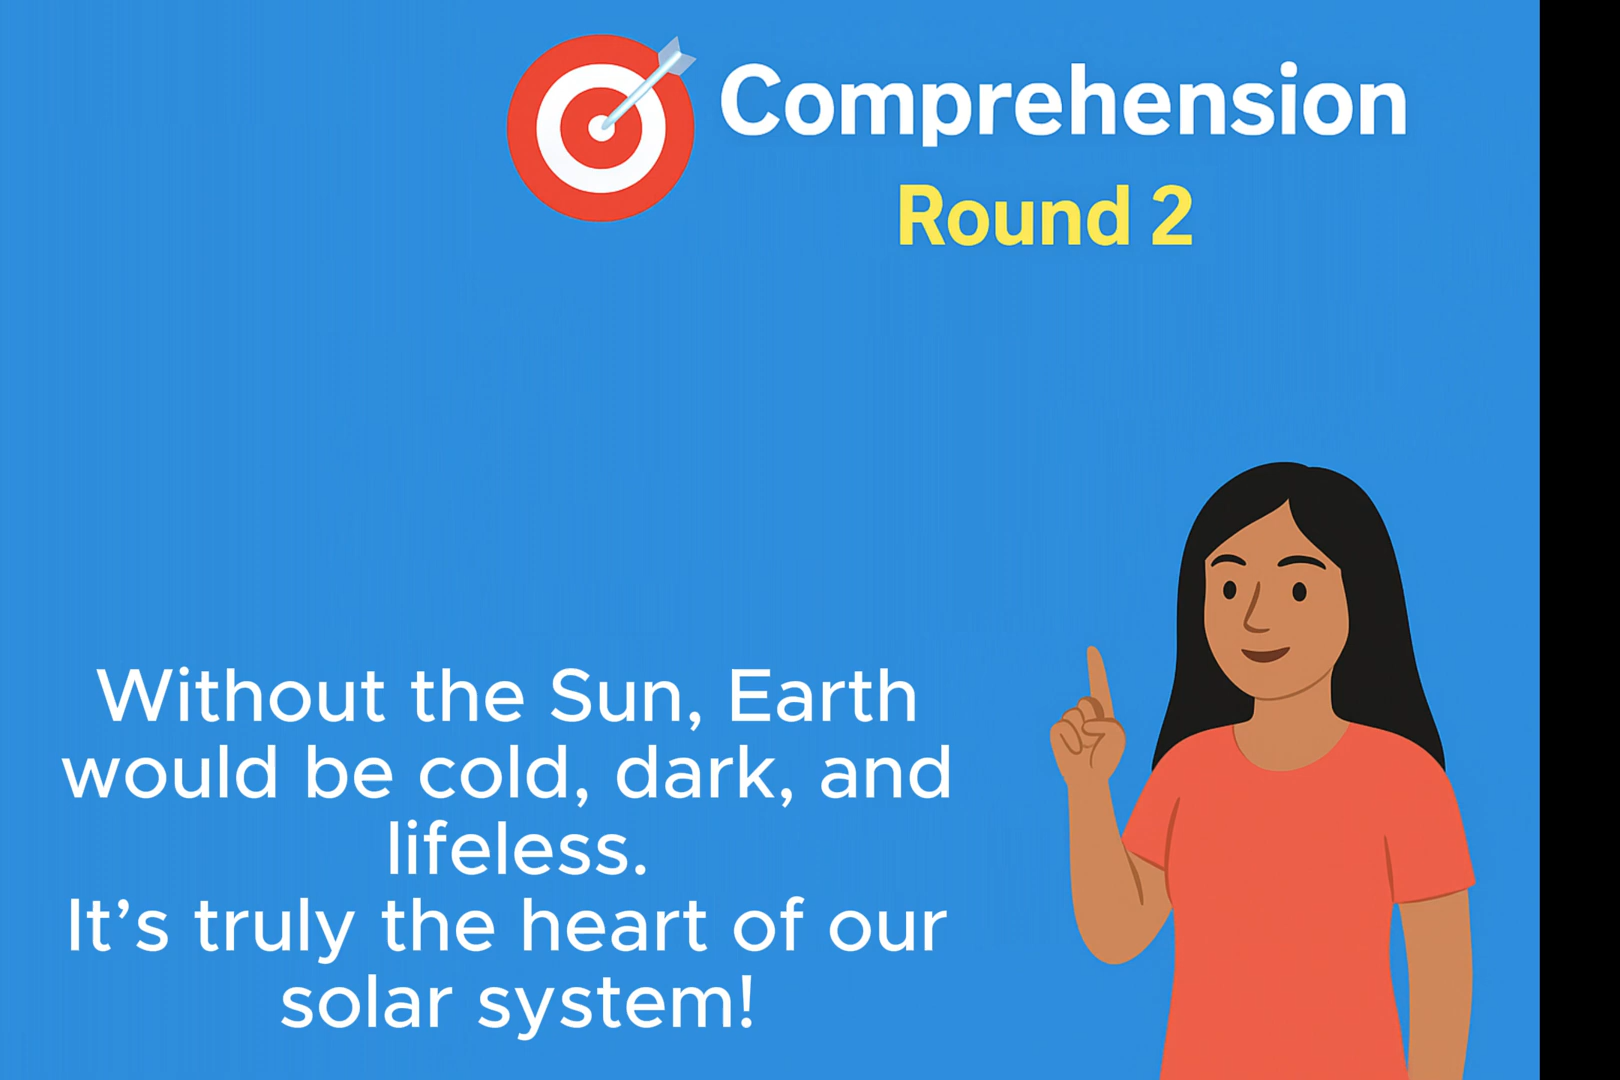 Comprehension
Round 2
Without the Sun, Earth
would be cold, dark, and
lifeless.
It’s truly the heart of our
solar system!